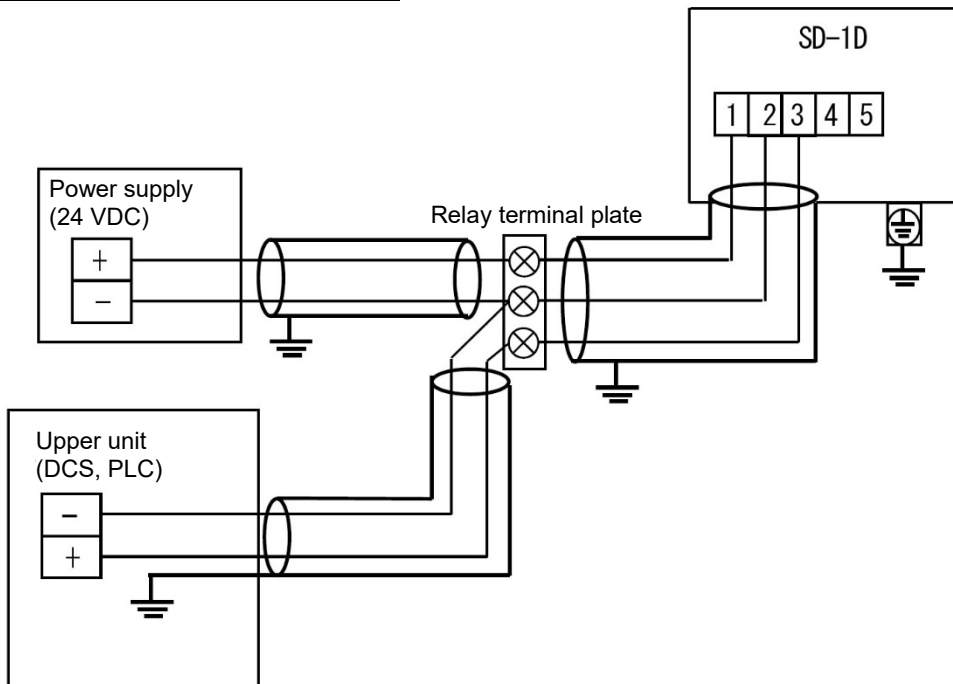 SD-1D
1 2 3 4 5
Power supply
(24 VDC)
+
−
Relay terminal plate
Upper unit
(DCS, PLC)
−
+